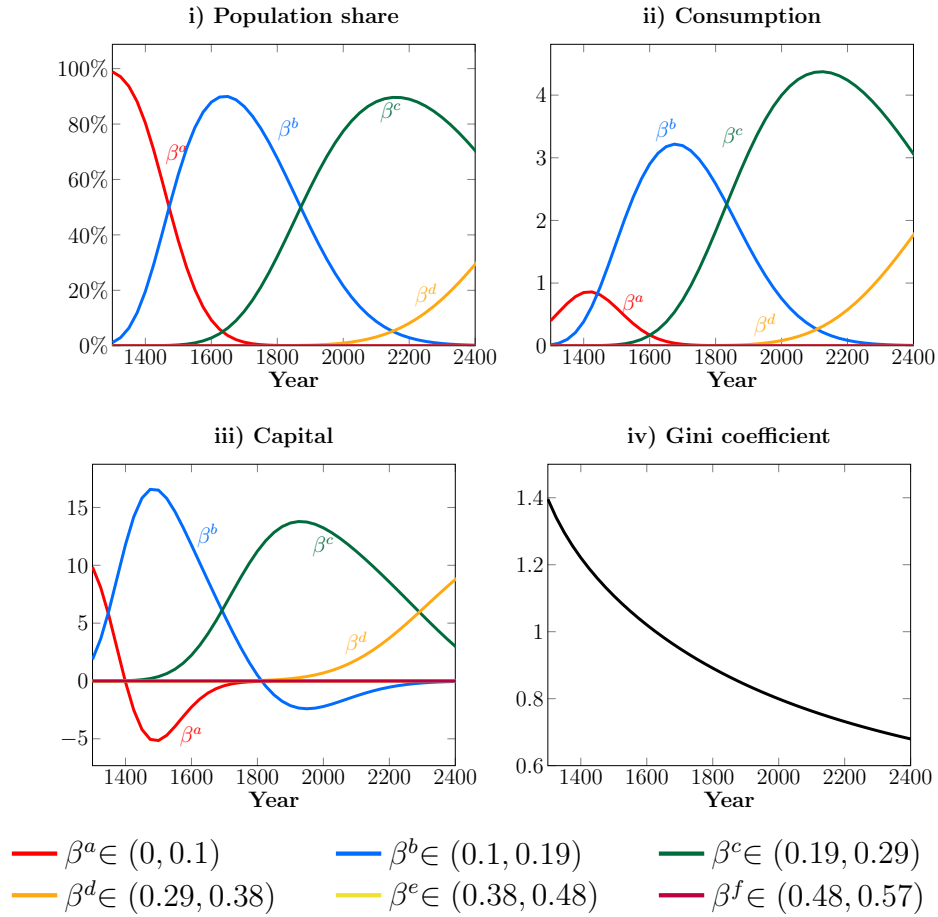 i) Population share
100%
80%
60%
40%
20%
0%
β^a
β^b
β^c
β^d
1400 1600 1800 2000 2200 2400
Year
ii) Consumption
4
3
2
1
0
β^a
β^b
β^c
β^d
1400 1600 1800 2000 2200 2400
Year
iii) Capital
15
10
5
0
−5
β^a
β^b
β^c
β^d
1400 1600 1800 2000 2200 2400
Year
iv) Gini coefficient
1.4
1.2
1
0.8
0.6
1400 1600 1800 2000 2200 2400
Year
β^a ∈ (0, 0.1) β^b ∈ (0.1, 0.19) β^c ∈ (0.19, 0.29)
β^d ∈ (0.29, 0.38) β^e ∈ (0.38, 0.48) β^f ∈ (0.48, 0.57)